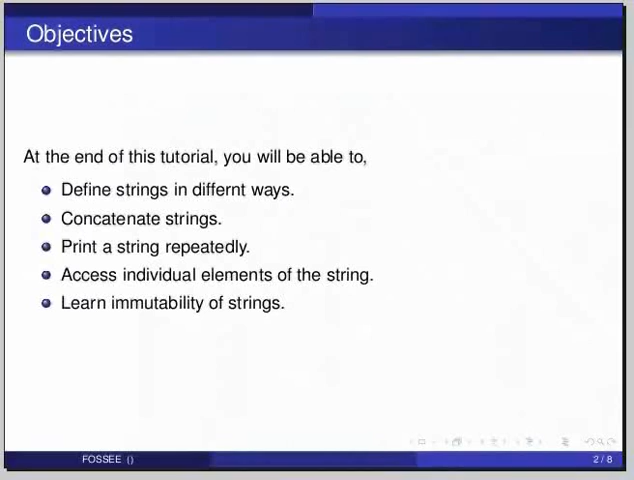 Objectives
At the end of this tutorial, you will be able to,
Define strings in differnt ways.
Concatenate strings.
Print a string repeatedly.
Access individual elements of the string.
Learn immutability of strings.
FOSSEE () 2 / 8